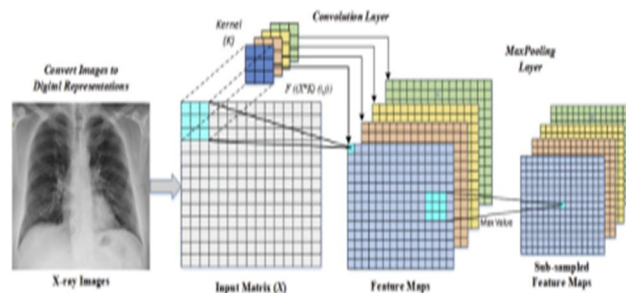 Convert Images to
Digital Representations
X-ray Images
Kernel
(K)
Convolution Layer
F ((X*K) (i,j))
Input Matrix (X)
Feature Maps
MaxPooling
Layer
Max Value
Sub-sampled
Feature Maps